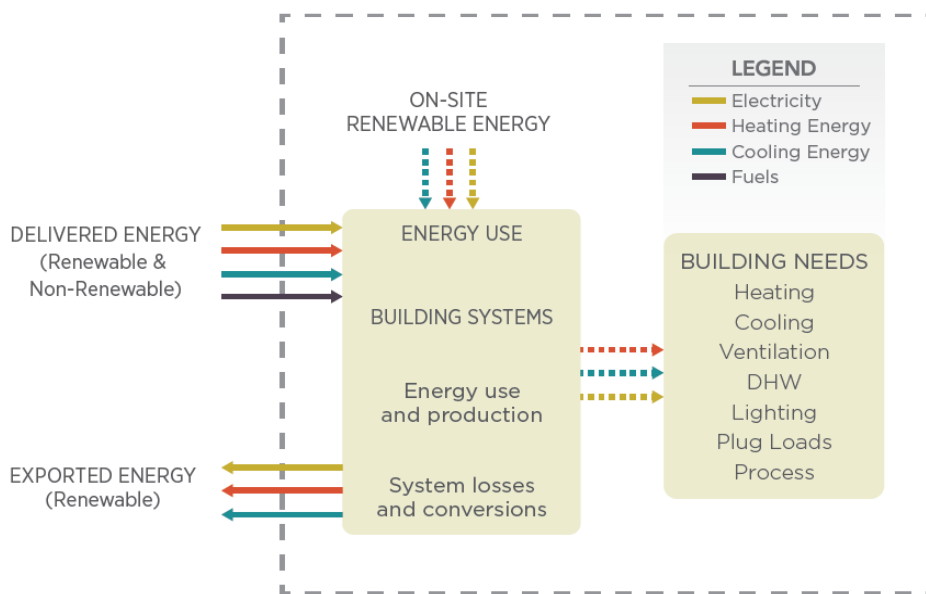 LEGEND
Electricity
Heating Energy
Cooling Energy
Fuels
ON-SITE
RENEWABLE ENERGY
DELIVERED ENERGY
(Renewable &
Non-Renewable)
ENERGY USE
BUILDING SYSTEMS
Energy use
and production
System losses
and conversions
EXPORTED ENERGY
(Renewable)
BUILDING NEEDS
Heating
Cooling
Ventilation
DHW
Lighting
Plug Loads
Process